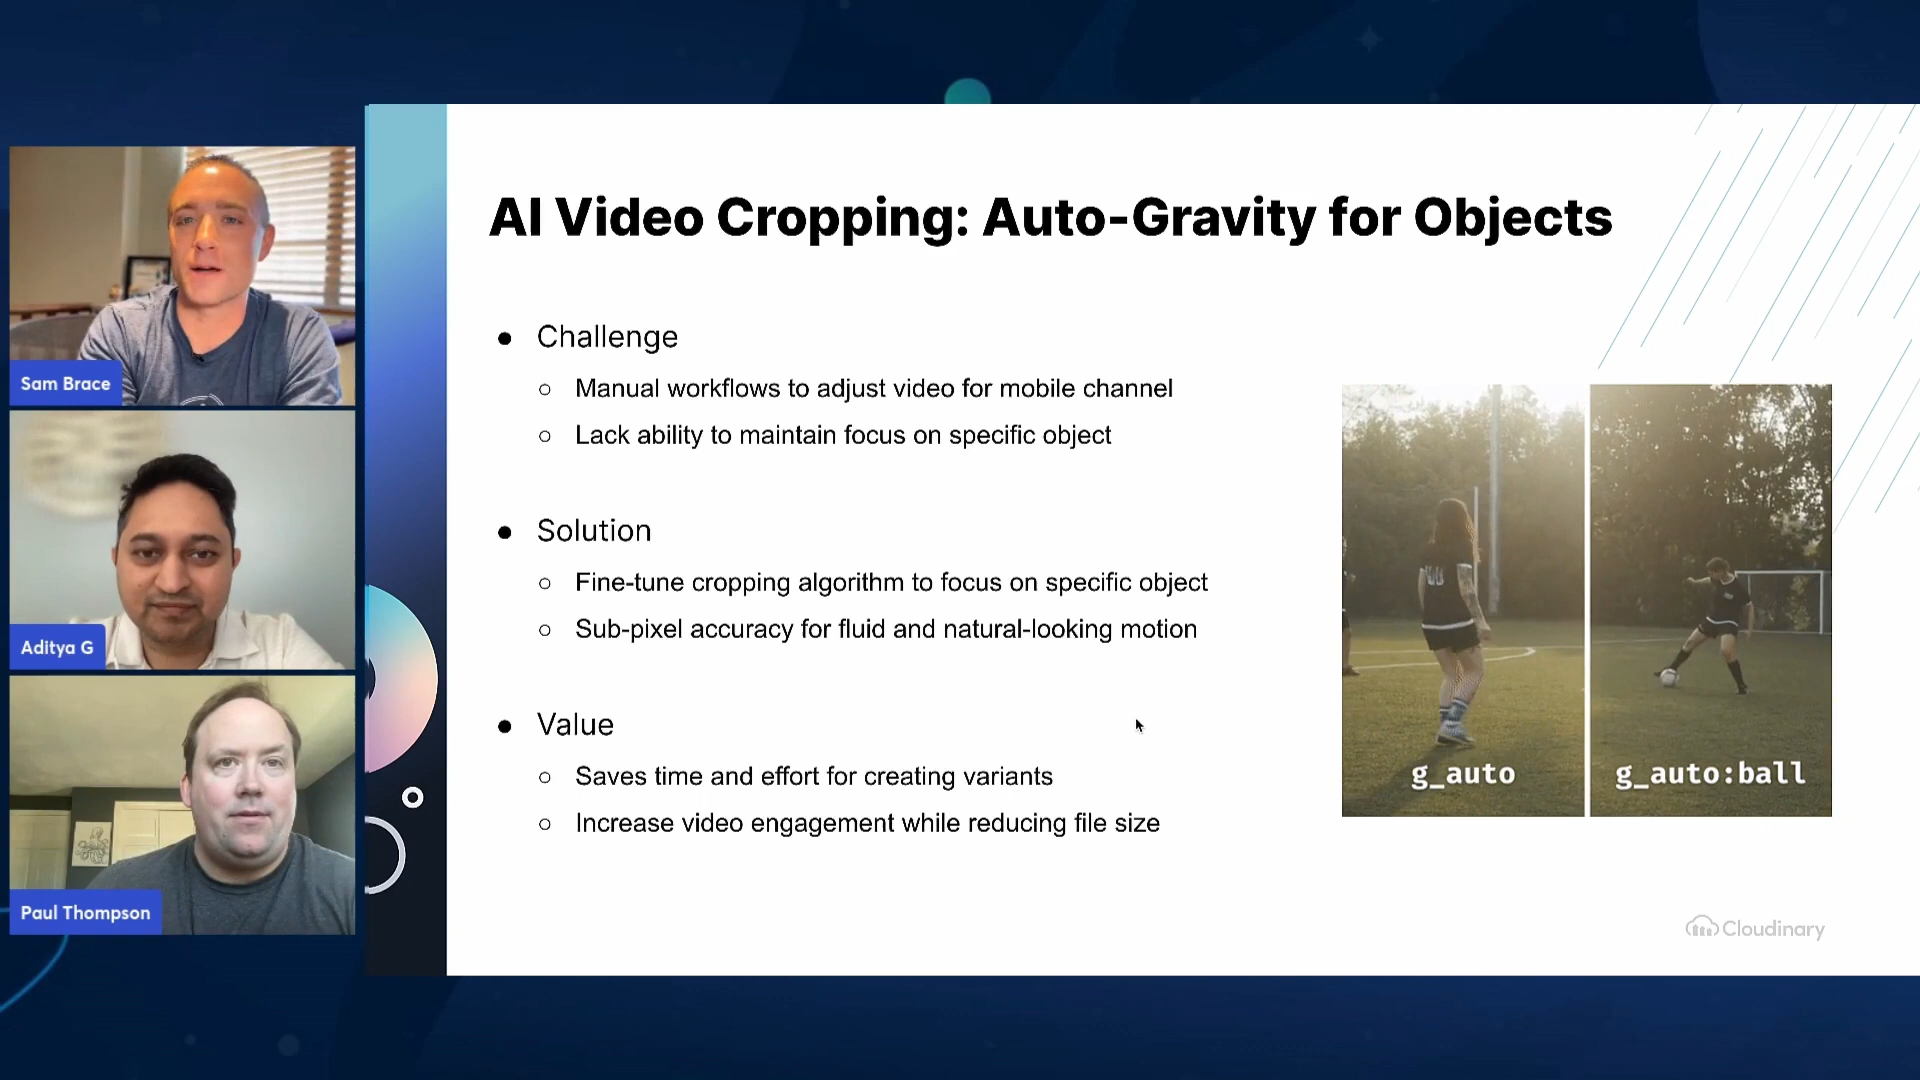 Sam Brace
Aditya G
Paul Thompson
AI Video Cropping: Auto-Gravity for Objects
● Challenge
○ Manual workflows to adjust video for mobile channel
○ Lack ability to maintain focus on specific object
● Solution
○ Fine-tune cropping algorithm to focus on specific object
○ Sub-pixel accuracy for fluid and natural-looking motion
● Value
○ Saves time and effort for creating variants
○ Increase video engagement while reducing file size
g_auto
g_auto:ball
Cloudinary